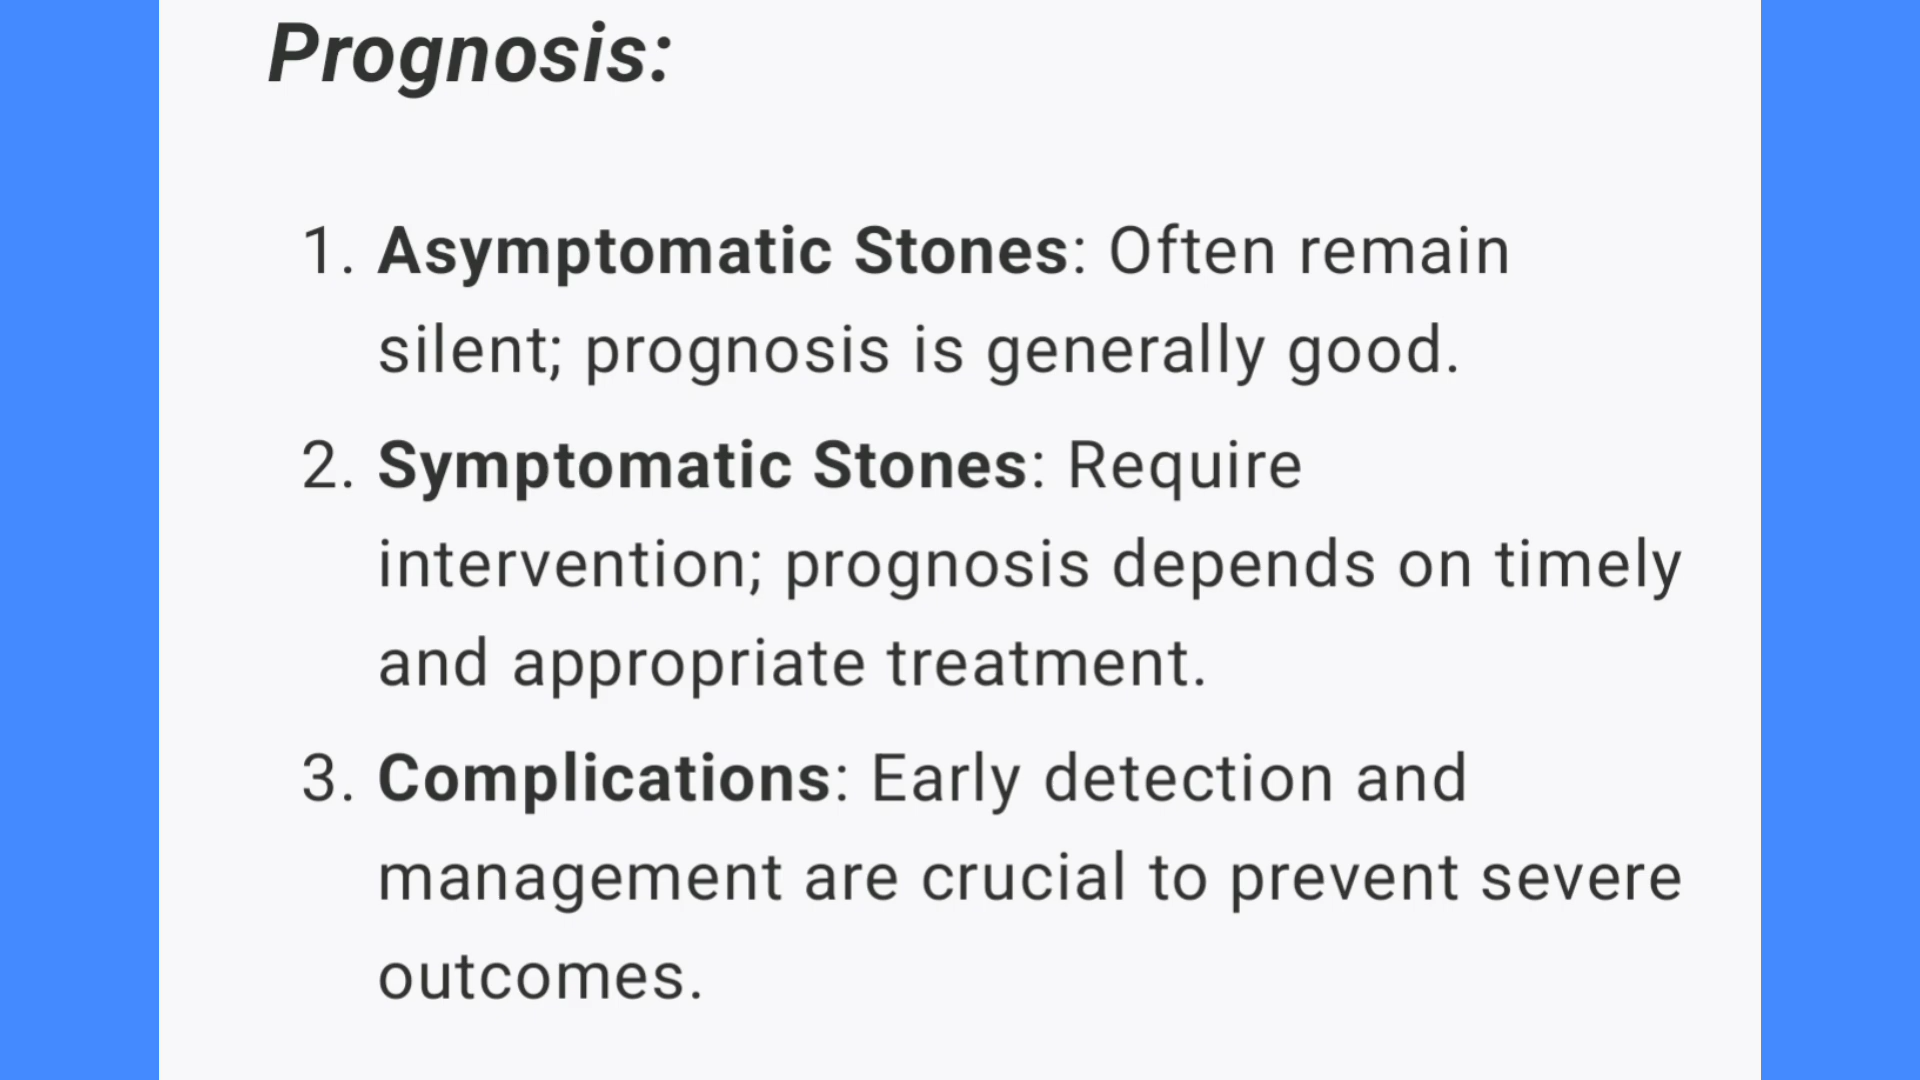 Prognosis:
1. Asymptomatic Stones: Often remain
silent; prognosis is generally good.
2. Symptomatic Stones: Require
intervention; prognosis depends on timely
and appropriate treatment.
3. Complications: Early detection and
management are crucial to prevent severe
outcomes.